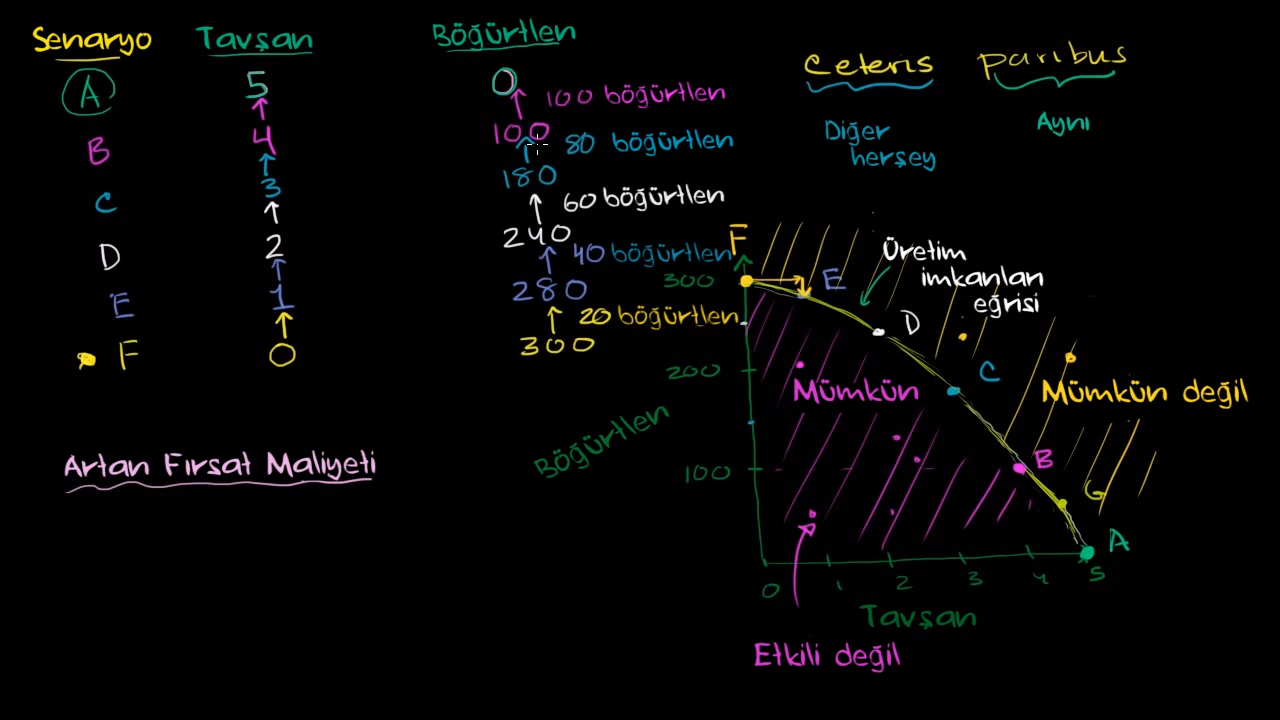 Senaryo Tavşan Böğürtlen
A 5 0
100 böğürtlen
B 4 100
80 böğürtlen
C 3 180
60 böğürtlen
D 2 240
40 böğürtlen
E 1 280
20 böğürtlen
F 0 300
Artan Fırsat Maliyeti
Ceteris paribus
Diğer
herşey
Aynı
F
300
E
Üretim
imkanları
eğrisi
D
200
C
Mümkün
Mümkün değil
Böğürtlen
100
B
G
A
0 1 2 3 4 5
Tavşan
Etkili değil